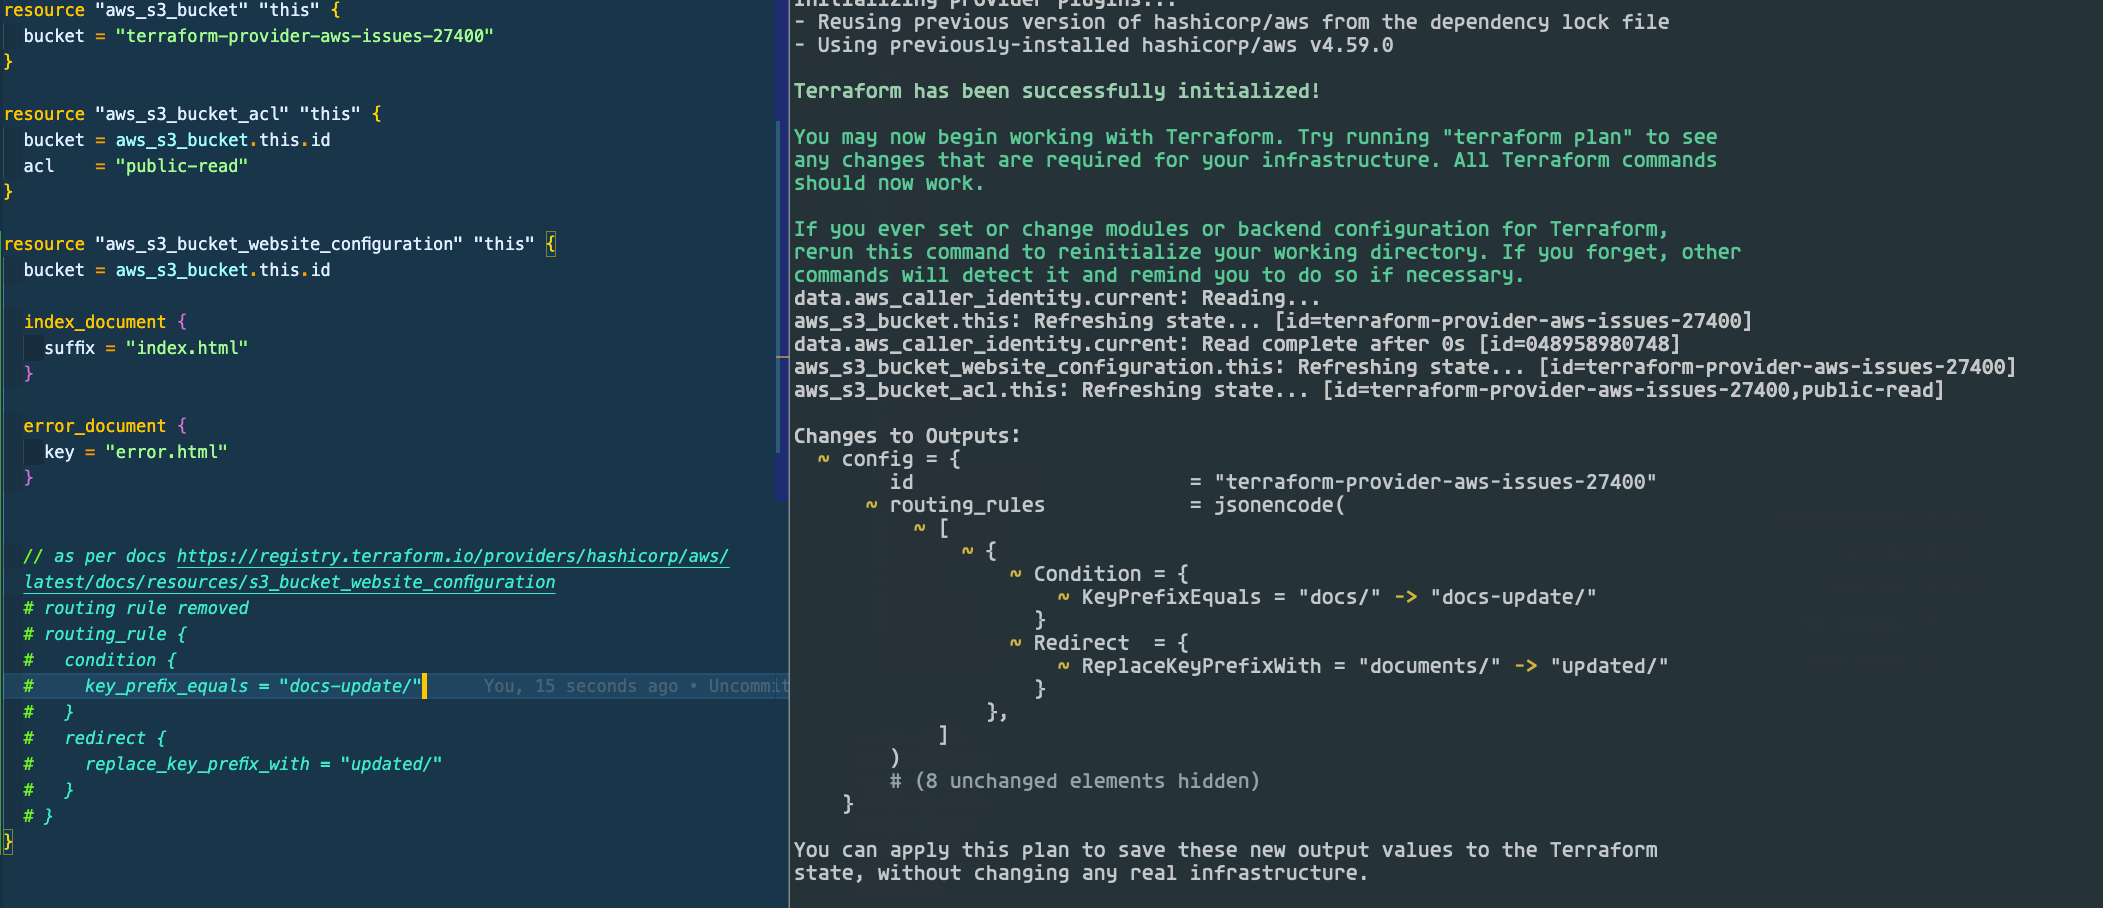 resource "aws_s3_bucket" "this" {
  bucket = "terraform-provider-aws-issues-27400"
}

resource "aws_s3_bucket_acl" "this" {
  bucket = aws_s3_bucket.this.id
  acl    = "public-read"
}

resource "aws_s3_bucket_website_configuration" "this" {
  bucket = aws_s3_bucket.this.id

  index_document {
    suffix = "index.html"
  }

  error_document {
    key = "error.html"
  }


  // as per docs https://registry.terraform.io/providers/hashicorp/aws/
  latest/docs/resources/s3_bucket_website_configuration
  # routing rule removed
  # routing_rule {
  #   condition {
  #     key_prefix_equals = "docs-update/"      You, 15 seconds ago • Uncommit
  #   }
  #   redirect {
  #     replace_key_prefix_with = "updated/"
  #   }
  # }
}

Initializing provider plugins...
- Reusing previous version of hashicorp/aws from the dependency lock file
- Using previously-installed hashicorp/aws v4.59.0

Terraform has been successfully initialized!

You may now begin working with Terraform. Try running "terraform plan" to see
any changes that are required for your infrastructure. All Terraform commands
should now work.

If you ever set or change modules or backend configuration for Terraform,
rerun this command to reinitialize your working directory. If you forget, other
commands will detect it and remind you to do so if necessary.
data.aws_caller_identity.current: Reading...
aws_s3_bucket.this: Refreshing state... [id=terraform-provider-aws-issues-27400]
data.aws_caller_identity.current: Read complete after 0s [id=048958980748]
aws_s3_bucket_website_configuration.this: Refreshing state... [id=terraform-provider-aws-issues-27400]
aws_s3_bucket_acl.this: Refreshing state... [id=terraform-provider-aws-issues-27400,public-read]

Changes to Outputs:
  ~ config = {
        id                       = "terraform-provider-aws-issues-27400"
      ~ routing_rules            = jsonencode(
          ~ [
              ~ {
                  ~ Condition = {
                      ~ KeyPrefixEquals = "docs/" -> "docs-update/"
                    }
                  ~ Redirect  = {
                      ~ ReplaceKeyPrefixWith = "documents/" -> "updated/"
                    }
                },
            ]
        )
        # (8 unchanged elements hidden)
    }

You can apply this plan to save these new output values to the Terraform
state, without changing any real infrastructure.